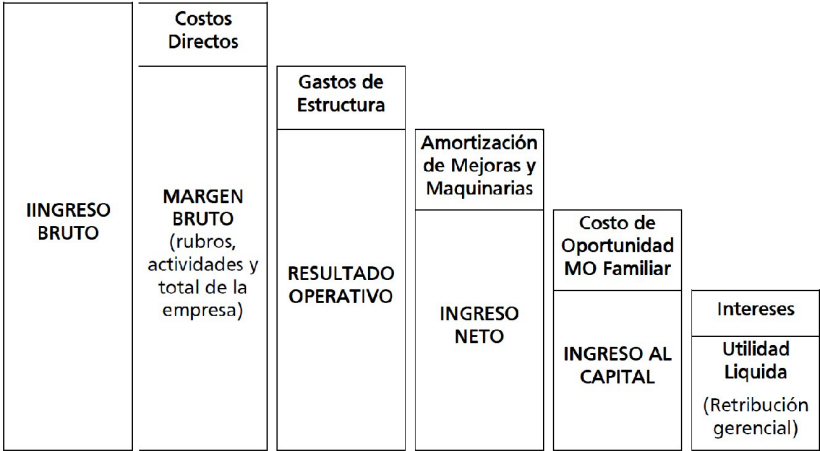 IINGRESO
BRUTO
Costos
Directos
MARGEN
BRUTO
(rubros,
actividades y
total de la
empresa)
Gastos de
Estructura
RESULTADO
OPERATIVO
Amortización
de Mejoras y
Maquinarias
INGRESO
NETO
Costo de
Oportunidad
MO Familiar
INGRESO AL
CAPITAL
Intereses
Utilidad
Liquida
(Retribución
gerencial)